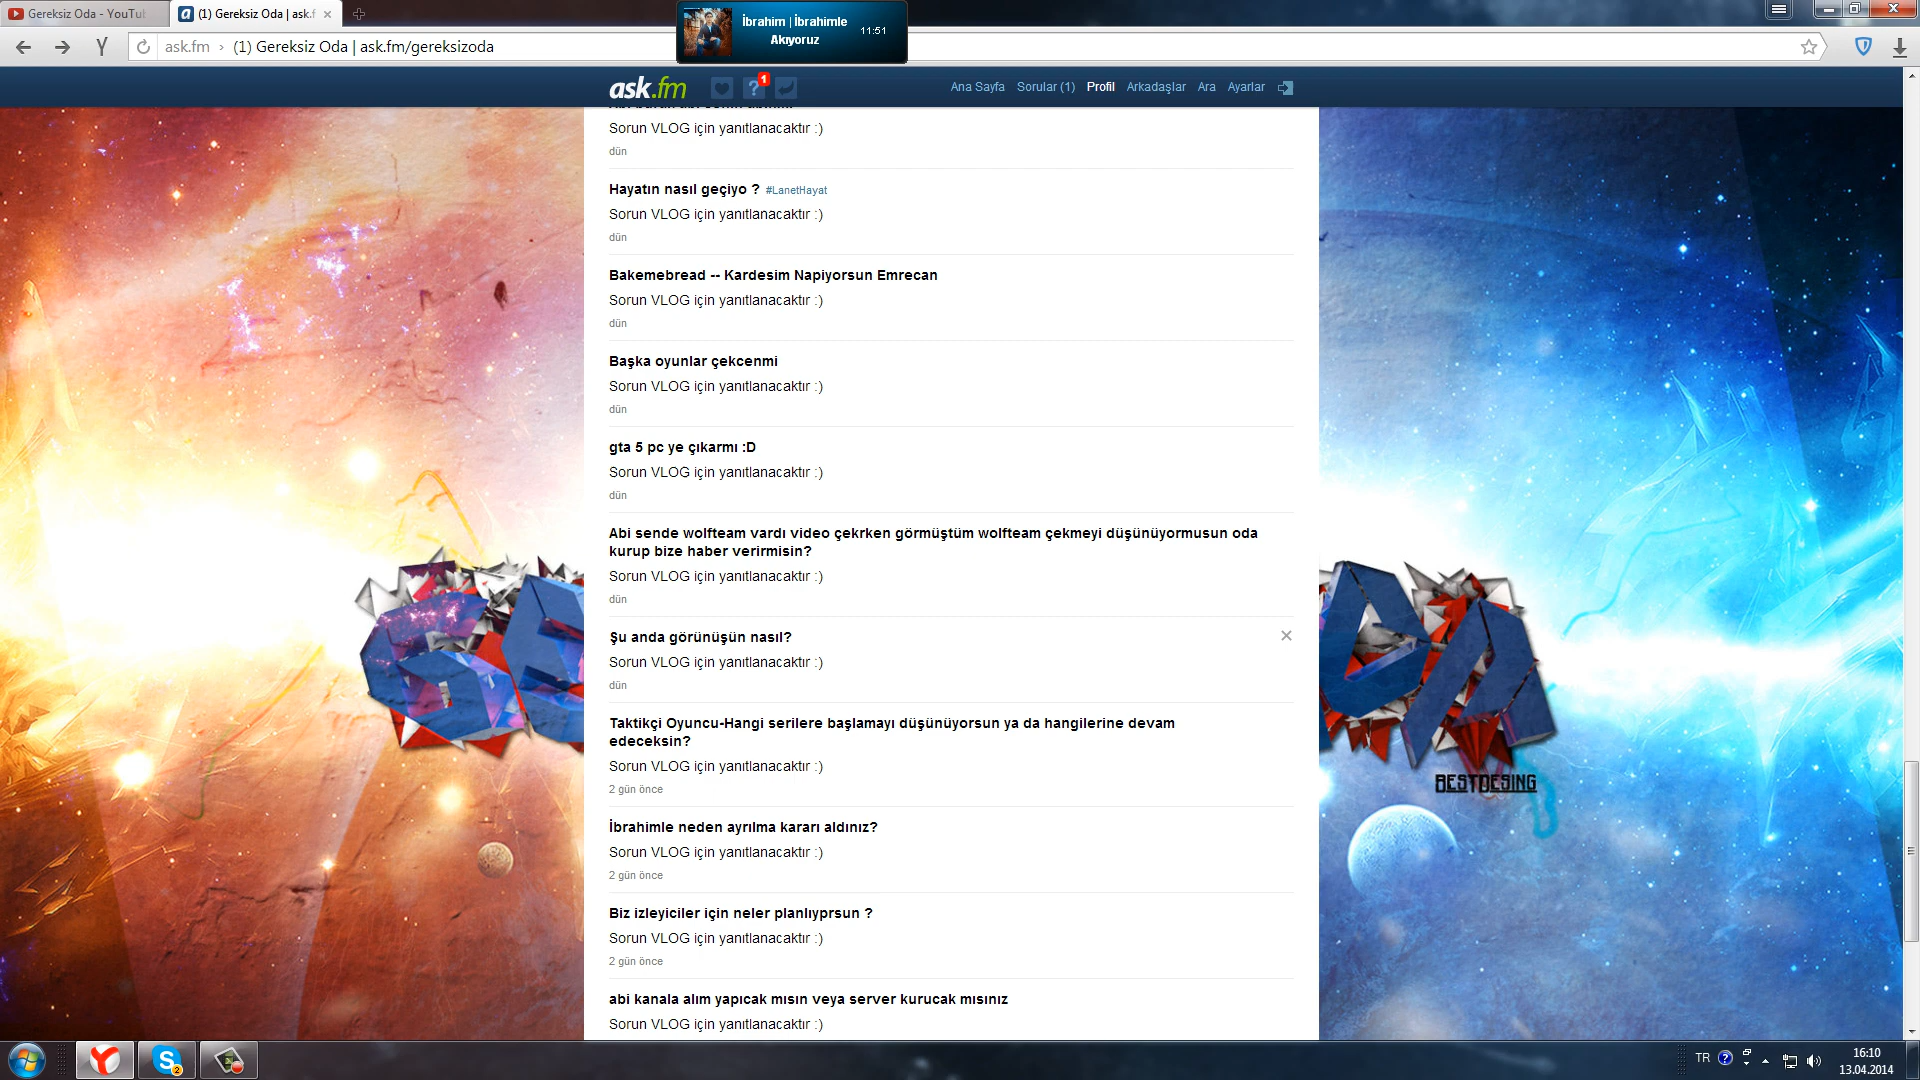 Gereksiz Oda - YouTu
(1) Gereksiz Oda | ask.f
İbrahim | İbrahimle
Akıyoruz
11:51
ask.fm › (1) Gereksiz Oda | ask.fm/gereksizoda
ask.fm
1
Ana Sayfa Sorular (1) Profil Arkadaşlar Ara Ayarlar
Sorun VLOG için yanıtlanacaktır :)
dün
Hayatın nasıl geçiyo ? #LanetHayat
Sorun VLOG için yanıtlanacaktır :)
dün
Bakemebread -- Kardesim Napiyorsun Emrecan
Sorun VLOG için yanıtlanacaktır :)
dün
Başka oyunlar çekcenmi
Sorun VLOG için yanıtlanacaktır :)
dün
gta 5 pc ye çıkarmı :D
Sorun VLOG için yanıtlanacaktır :)
dün
Abi sende wolfteam vardı video çekrken görmüştüm wolfteam çekmeyi düşünüyormusun oda
kurup bize haber verirmisin?
Sorun VLOG için yanıtlanacaktır :)
dün
Şu anda görünüşün nasıl?
Sorun VLOG için yanıtlanacaktır :)
dün
Taktikçi Oyuncu-Hangi serilere başlamayı düşünüyorsun ya da hangilerine devam
edeceksin?
Sorun VLOG için yanıtlanacaktır :)
2 gün önce
BESTDESING
İbrahimle neden ayrılma kararı aldınız?
Sorun VLOG için yanıtlanacaktır :)
2 gün önce
Biz izleyiciler için neler planlıyprsun ?
Sorun VLOG için yanıtlanacaktır :)
2 gün önce
abi kanala alım yapıcak mısın veya server kurucak mısınız
Sorun VLOG için yanıtlanacaktır :)
2
TR
16:10
13.04.2014